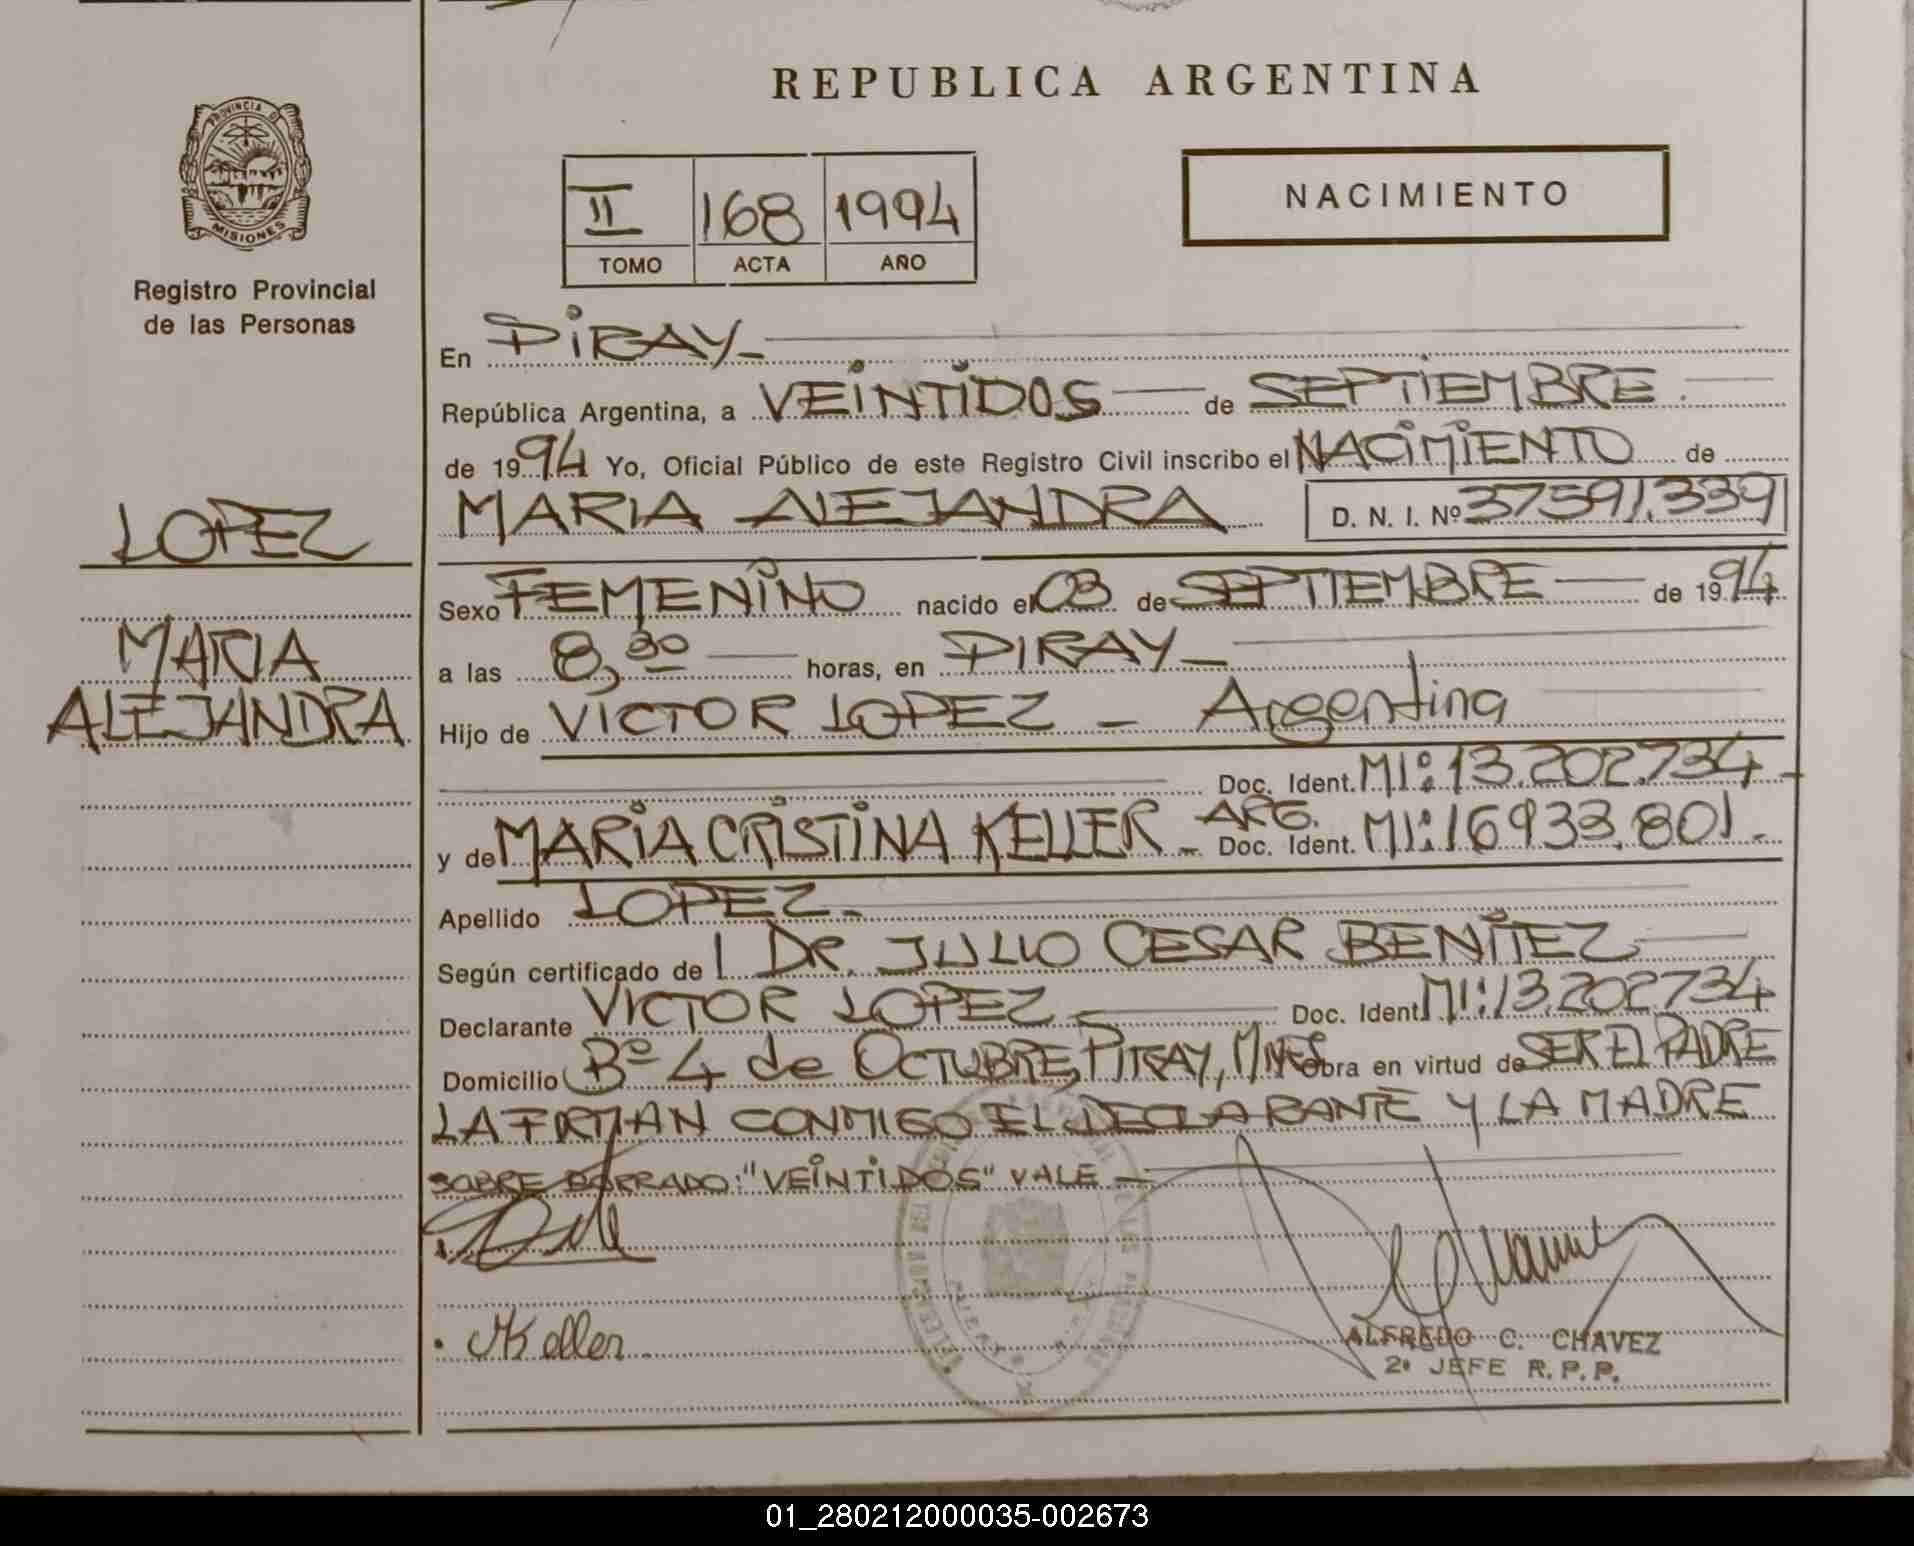 REPUBLICA ARGENTINA
PROVINCIA D
MISIONES
Registro Provincial
de las Personas
II 168 1994
TOMO ACTA AÑO
NACIMIENTO
En PIRAY
República Argentina, a VEINTIDOS de SEPTIEMBRE
de 1994 Yo, Oficial Público de este Registro Civil inscribo el NACIMIENTO de
MARIA ALEJANDRA D. N. I. Nº 37591.339
LOPEZ
MARIA
ALEJANDRA
Sexo FEMENINO nacido el 03 de SEPTIEMBRE de 1994
a las 8,30 horas, en PIRAY
Hijo de VICTOR LOPEZ - Argentina
Doc. Ident. MI: 13.202.734
y de MARIA CRISTINA KELLER - ARG. Doc. Ident. MI: 16933.801.-
Apellido LOPEZ.-
Según certificado de l DR. JULIO CESAR BENITEZ
Declarante VICTOR LOPEZ Doc. Ident. MI: 13.202734
Domicilio Bº 4 de OCTUBRE, PIRAY, MNES obra en virtud de SER EL PADRE
LA FIRMAN CONMIGO EL DECLARANTE Y LA MADRE
SOBRE BORRADO: "VEINTIDOS" VALE -
MKeller.
ALFREDO C. CHAVEZ
2º JEFE R.P.P.
01_280212000035-002673